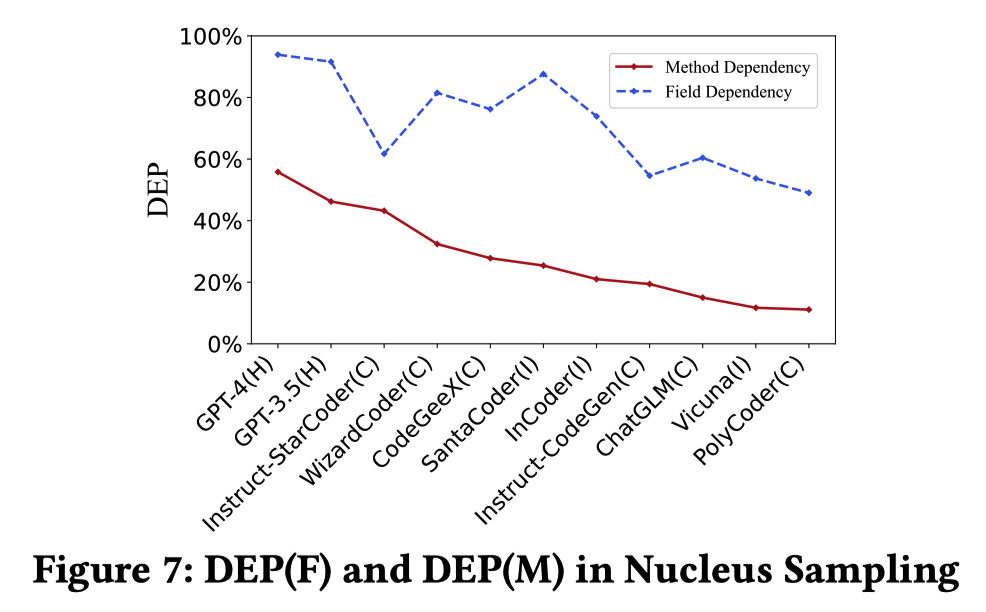 100%
80%
60%
40%
20%
0%
DEP
Method Dependency
Field Dependency
GPT-4(H)
GPT-3.5(H)
Instruct-StarCoder(C)
WizardCoder(C)
CodeGeeX(C)
SantaCoder(I)
InCoder(I)
Instruct-CodeGen(C)
ChatGLM(C)
Vicuna(I)
PolyCoder(C)
Figure 7: DEP(F) and DEP(M) in Nucleus Sampling